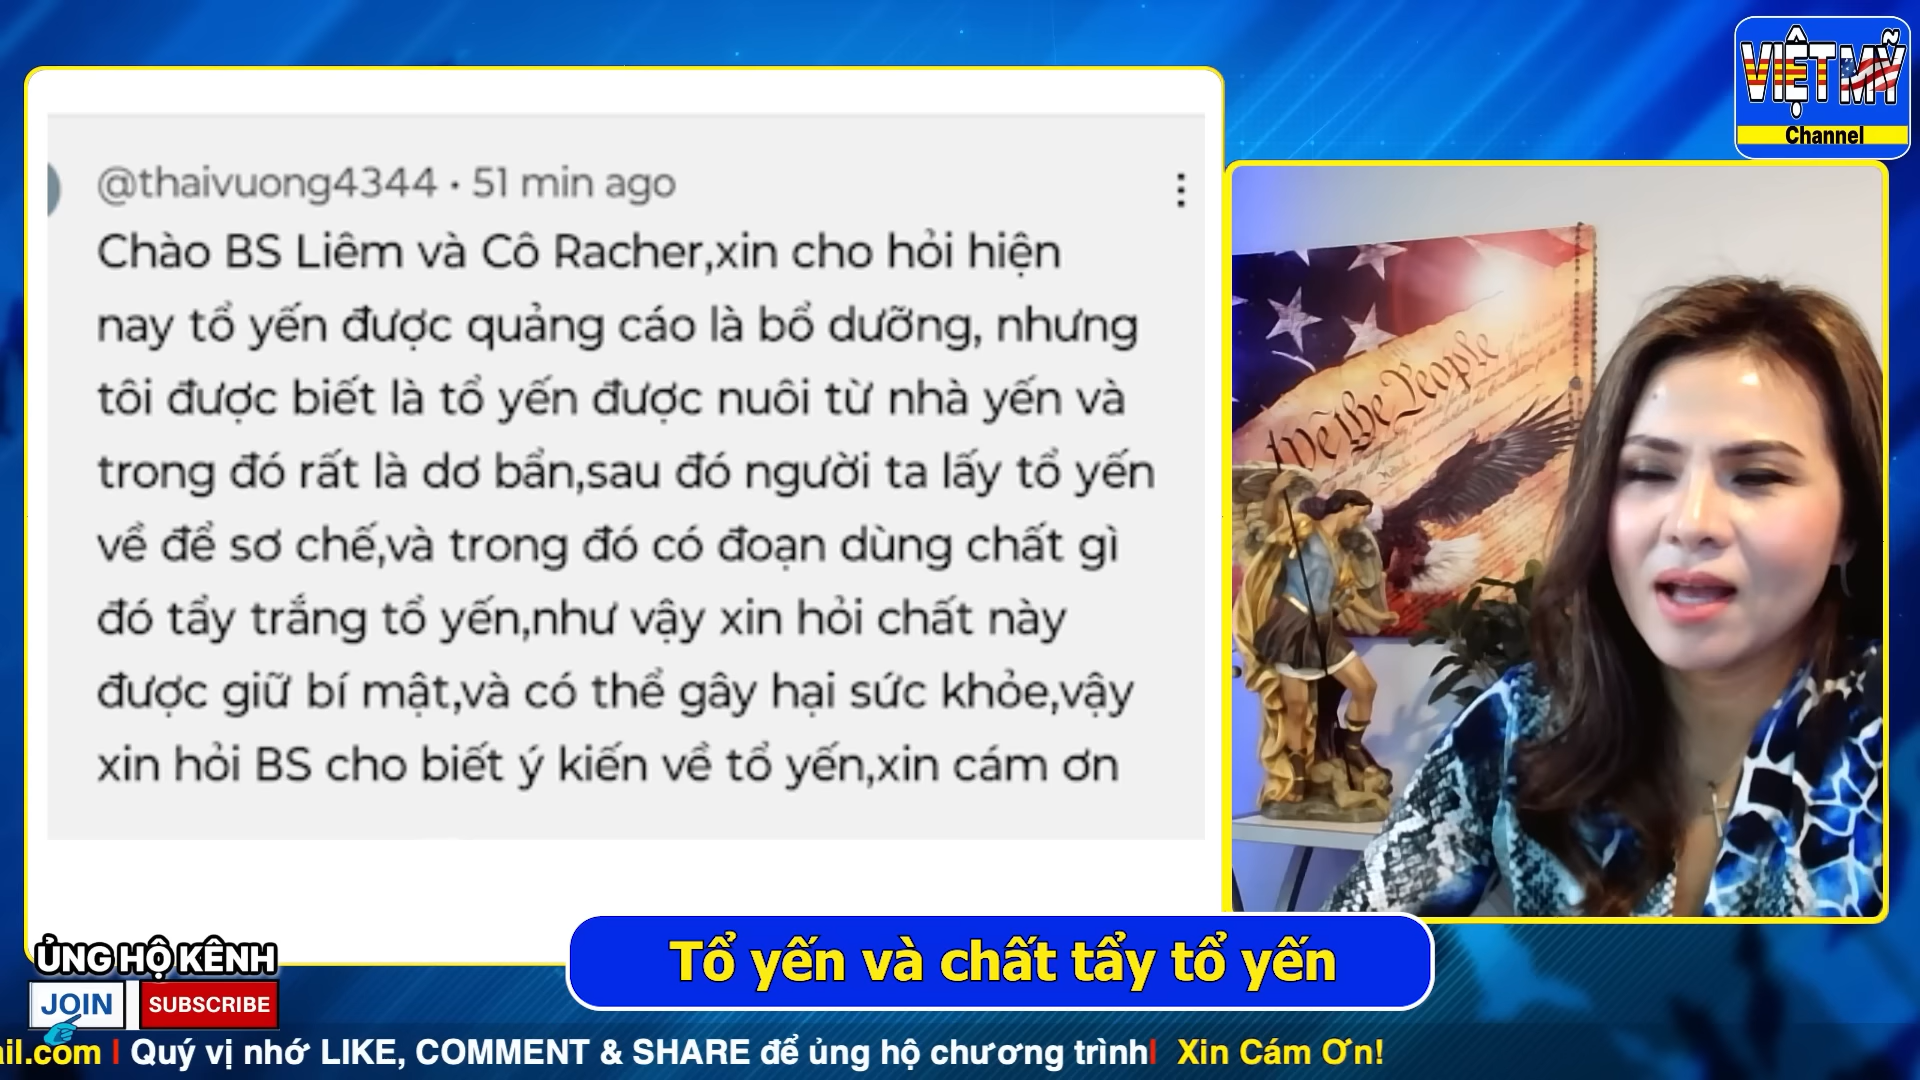 VIỆT MỸ
Channel
@thaivuong4344 • 51 min ago
Chào BS Liêm và Cô Racher,xin cho hỏi hiện
nay tổ yến được quảng cáo là bổ dưỡng, nhưng
tôi được biết là tổ yến được nuôi từ nhà yến và
trong đó rất là dơ bẩn,sau đó người ta lấy tổ yến
về để sơ chế,và trong đó có đoạn dùng chất gì
đó tẩy trắng tổ yến,như vậy xin hỏi chất này
được giữ bí mật,và có thể gây hại sức khỏe,vậy
xin hỏi BS cho biết ý kiến về tổ yến,xin cám ơn
We the People
Tổ yến và chất tẩy tổ yến
ỦNG HỘ KÊNH
JOIN SUBSCRIBE
ail.com | Quý vị nhớ LIKE, COMMENT & SHARE để ủng hộ chương trình| Xin Cám Ơn!